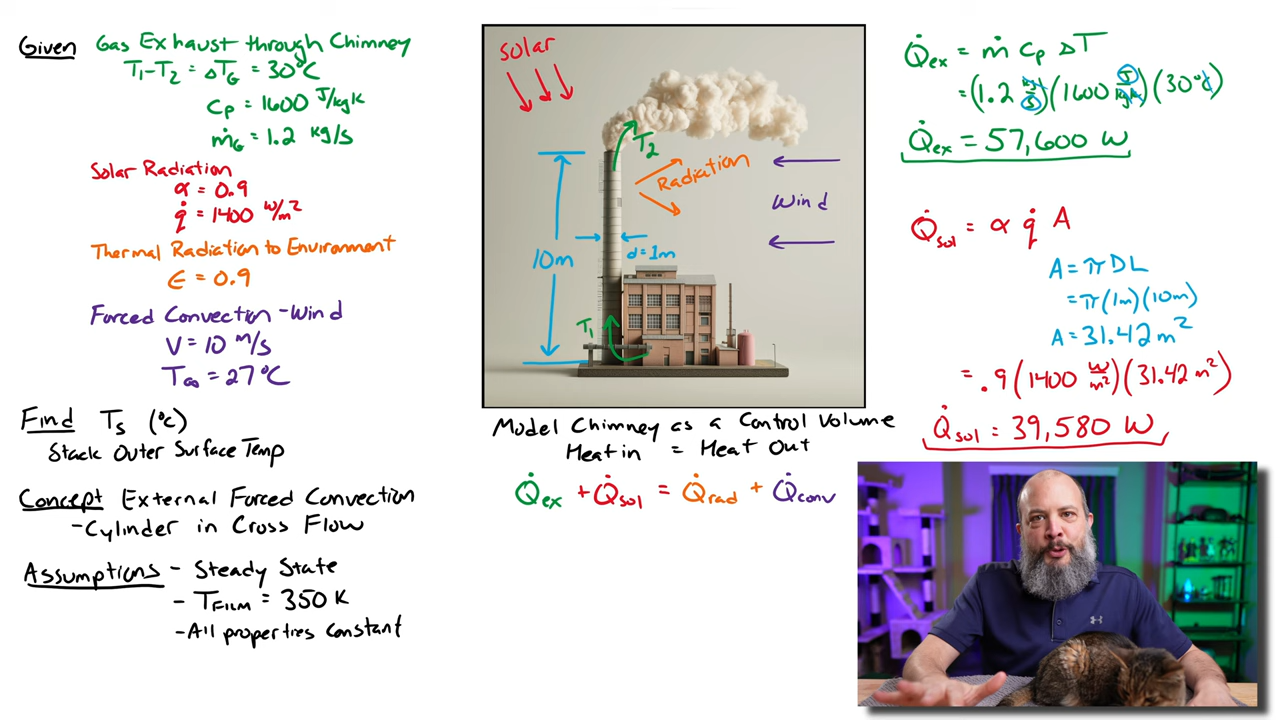 Given Gas Exhaust through Chimney
T₁-T₂ = ΔT_G = 30°C
Cp = 1600 J/kgK
ṁ_G = 1.2 kg/s
Solar Radiation
α = 0.9
q̇ = 1400 W/m²
Thermal Radiation to Environment
ϵ = 0.9
Forced Convection - Wind
V = 10 m/s
T∞ = 27°C
Find Ts (°C)
Stack Outer Surface Temp
Concept External Forced Convection
- Cylinder in Cross Flow
Assumptions - Steady State
- T_FILM = 350 K
- All properties constant
Solar
T₂
Radiation
Wind
10m
d=1m
T₁
Model Chimney as a Control Volume
Heat in = Heat Out
Q̇ex + Q̇sol = Q̇rad + Q̇conv
Q̇ex = ṁ Cp ΔT
= (1.2 kg/s)(1600 J/kgK)(30°C)
Q̇ex = 57,600 W
Q̇sol = α q̇ A
A = π D L
= π(1m)(10m)
A = 31.42 m²
= .9(1400 W/m²)(31.42 m²)
Q̇sol = 39,580 W